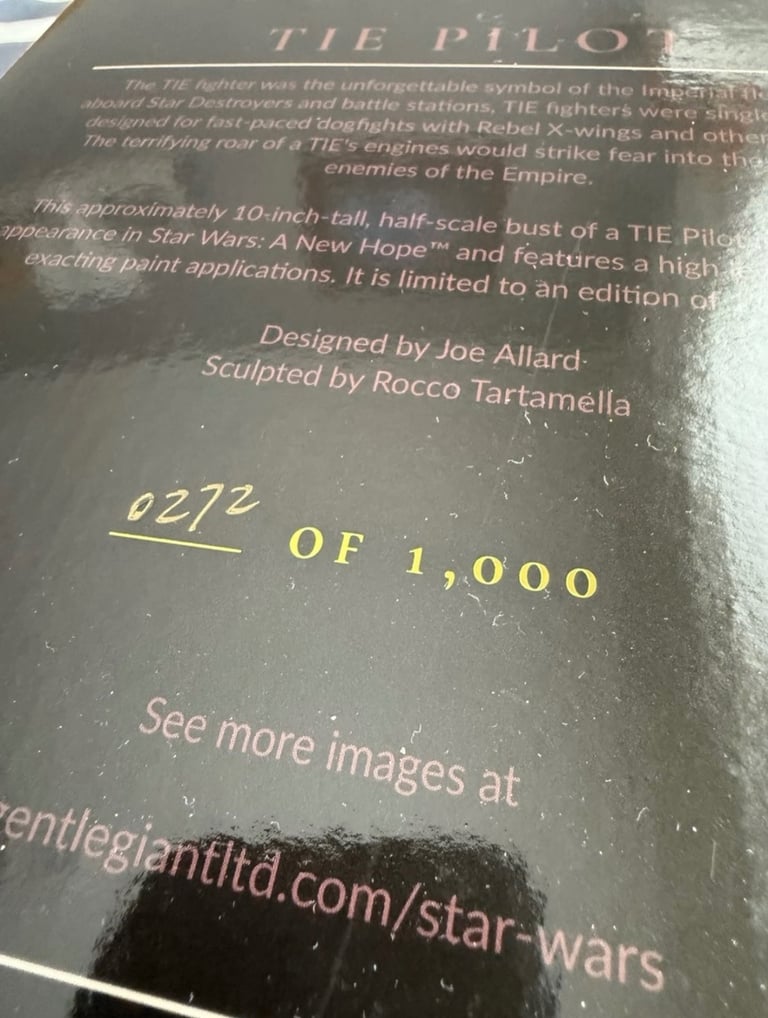 TIE PILOT
The TIE fighter was the unforgettable symbol of the Imperial
aboard Star Destroyers and battle stations, TIE fighters were
designed for fast-paced dogfights with Rebel X-wings and other
The terrifying roar of a TIE's engines would strike fear into the
enemies of the Empire.
This approximately 10-inch-tall, half-scale bust of a TIE Pilot
appearance in Star Wars: A New Hope™ and features a high
exacting paint applications. It is limited to an edition of
Designed by Joe Allard
Sculpted by Rocco Tartamella
0272 OF 1,000
See more images at
gentlegiantltd.com/star-wars